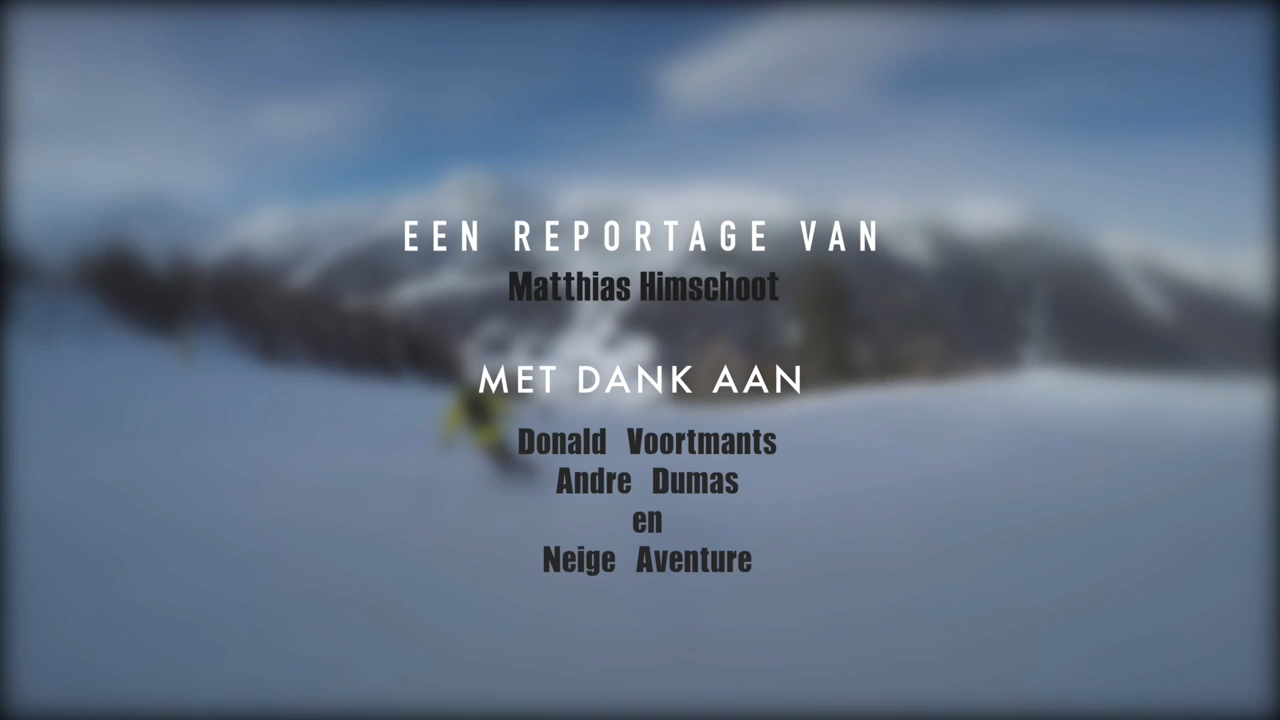 EEN REPORTAGE VAN
Matthias Himschoot
MET DANK AAN
Donald Voortmants
Andre Dumas
en
Neige Aventure